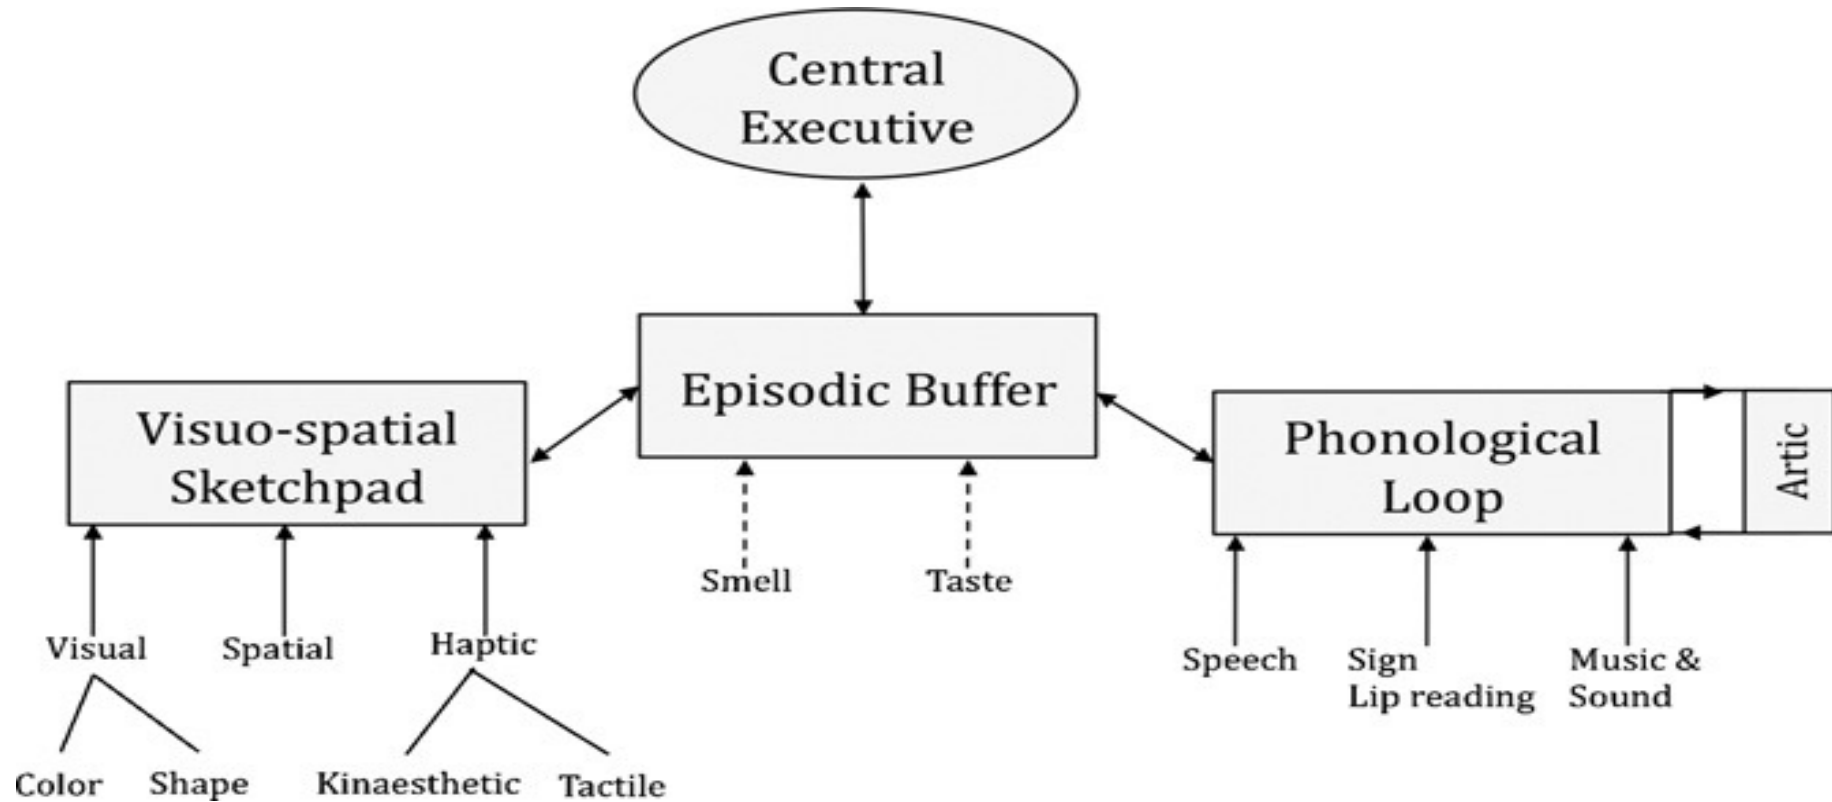 Central
Executive
Episodic Buffer
Visuo-spatial
Sketchpad
Phonological
Loop
Artic
Smell
Taste
Visual
Spatial
Haptic
Speech
Sign
Lip reading
Music &
Sound
Color
Shape
Kinaesthetic
Tactile